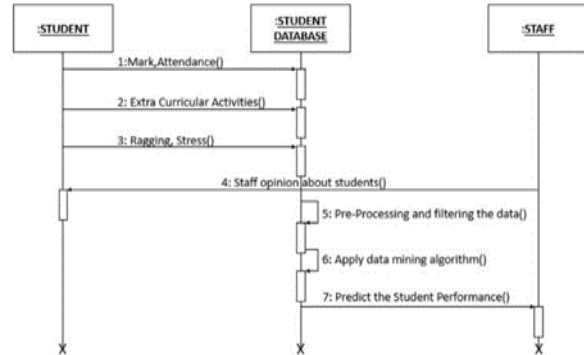 :STUDENT
:STUDENT
DATABASE
:STAFF
1:Mark,Attendance()
2: Extra Curricular Activities()
3: Ragging, Stress()
4: Staff opinion about students()
5: Pre-Processing and filtering the data()
6: Apply data mining algorithm()
7: Predict the Student Performance()
X
X
X